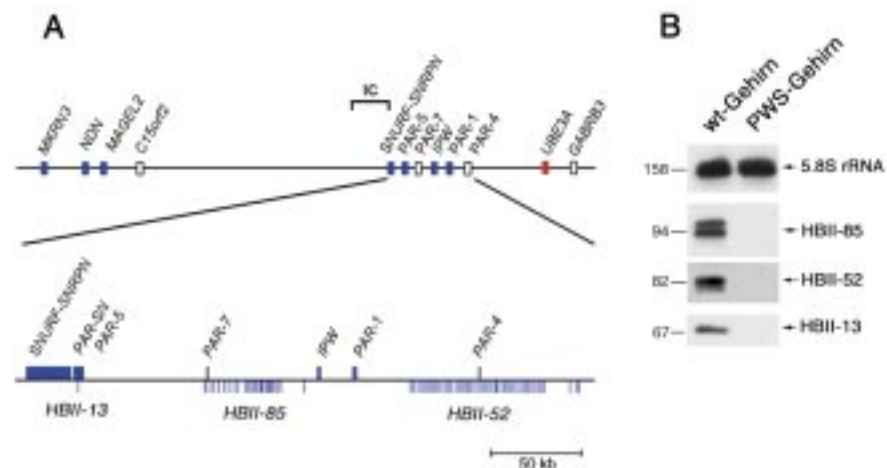 A
IC
MKRN3
NDN
MAGEL2
C15orf2
SNURF-SNRPN
PAR-5
PAR-7
IPW
PAR-1
PAR-4
UBE3A
GABRB3
SNURF-SNRPN
PAR-SN
PAR-5
PAR-7
IPW
PAR-1
PAR-4
HBII-13
HBII-85
HBII-52
50 kb
B
wt-Gehirn
PWS-Gehirn
158
5.8S rRNA
94
HBII-85
82
HBII-52
67
HBII-13